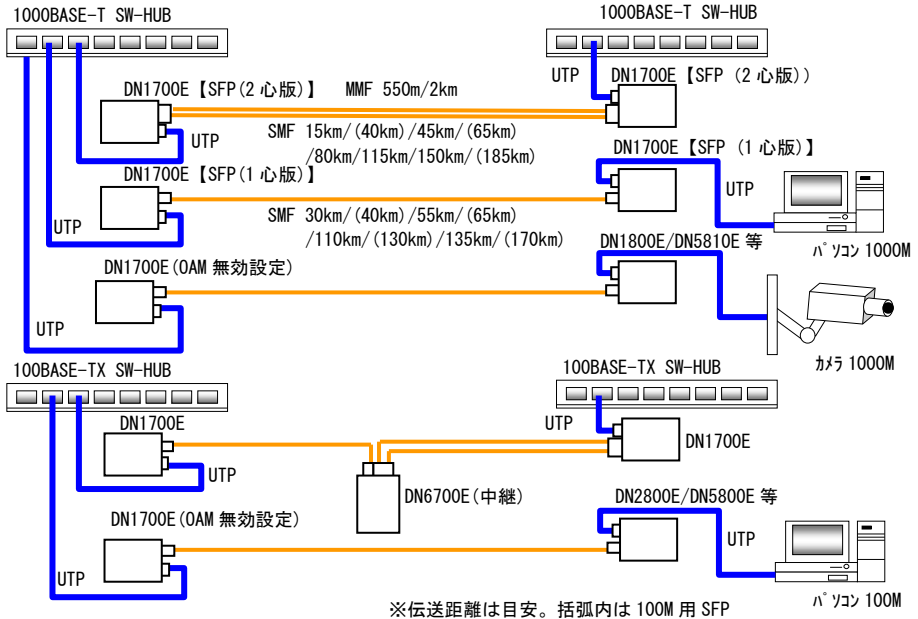 1000BASE-T SW-HUB
1000BASE-T SW-HUB
DN1700E【SFP(2心版)】
MMF 550m/2km
UTP
DN1700E【SFP (2心版))
UTP
SMF 15km/(40km)/45km/(65km)
/80km/115km/150km/(185km)
DN1700E【SFP(1心版)】
DN1700E【SFP (1心版)】
UTP
UTP
SMF 30km/(40km)/55km/(65km)
/110km/(130km)/135km/(170km)
パソコン 1000M
DN1700E(OAM 無効設定)
DN1800E/DN5810E 等
UTP
カメラ 1000M
100BASE-TX SW-HUB
100BASE-TX SW-HUB
DN1700E
UTP
DN1700E
UTP
DN6700E(中継)
DN1700E(OAM 無効設定)
DN2800E/DN5800E 等
UTP
UTP
パソコン 100M
※伝送距離は目安。括弧内は 100M 用 SFP